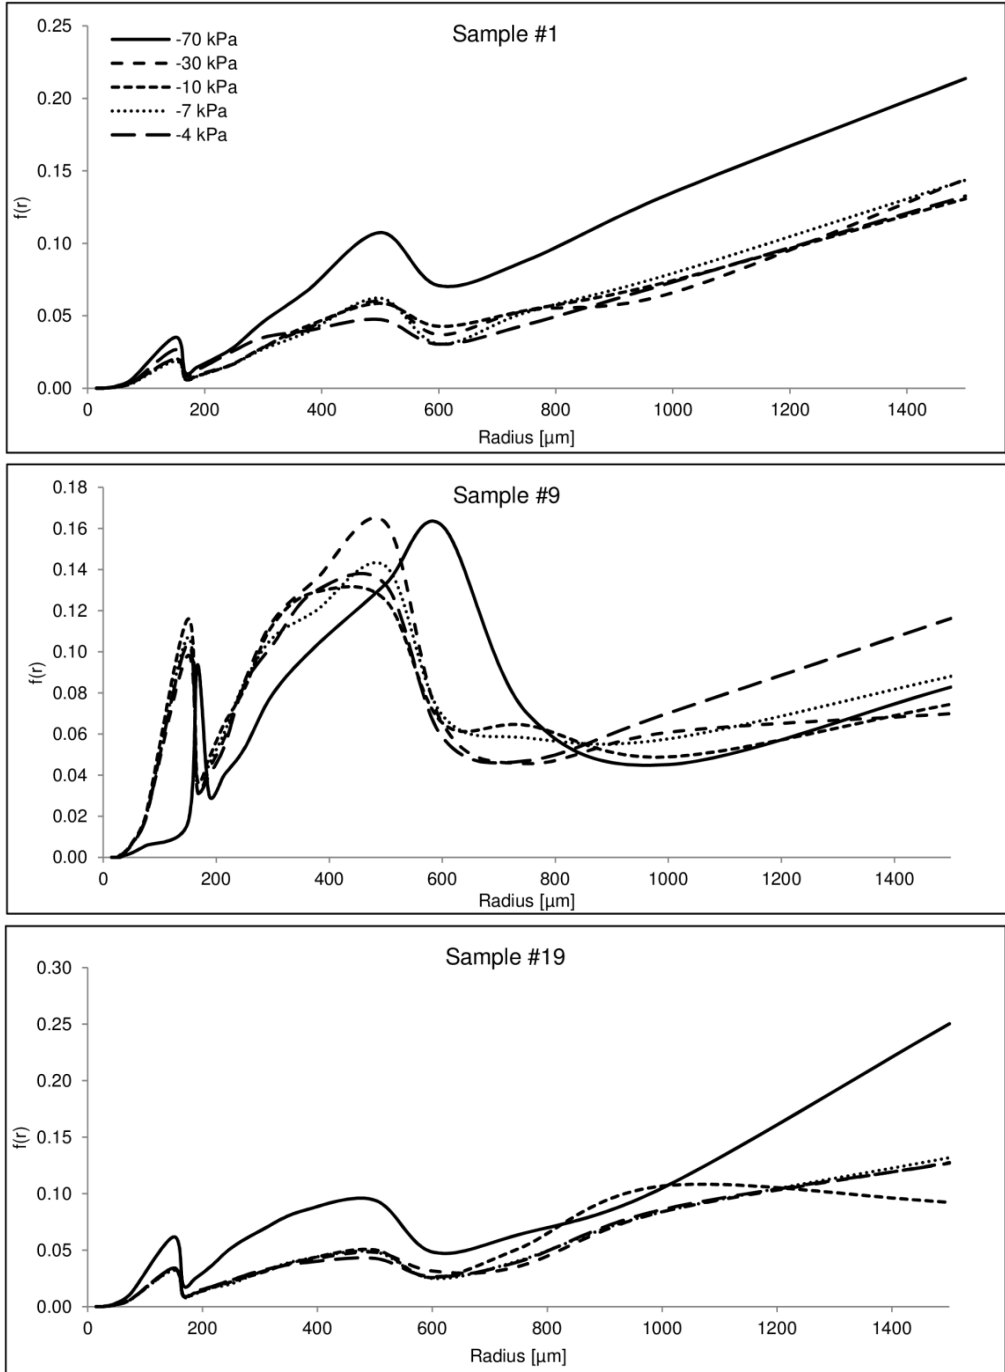 Sample #1
0.25
0.20
0.15
0.10
0.05
0.00
f(r)
-70 kPa
-30 kPa
-10 kPa
-7 kPa
-4 kPa
0 200 400 600 800 1000 1200 1400
Radius [µm]
Sample #9
0.18
0.16
0.14
0.12
0.10
0.08
0.06
0.04
0.02
0.00
f(r)
0 200 400 600 800 1000 1200 1400
Radius [µm]
Sample #19
0.30
0.25
0.20
0.15
0.10
0.05
0.00
f(r)
0 200 400 600 800 1000 1200 1400
Radius [µm]